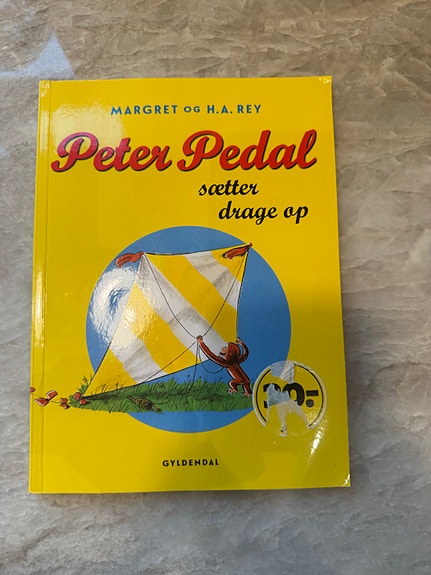 MARGRET OG H.A. REY
Peter Pedal
sætter
drage op
GYLDENDAL